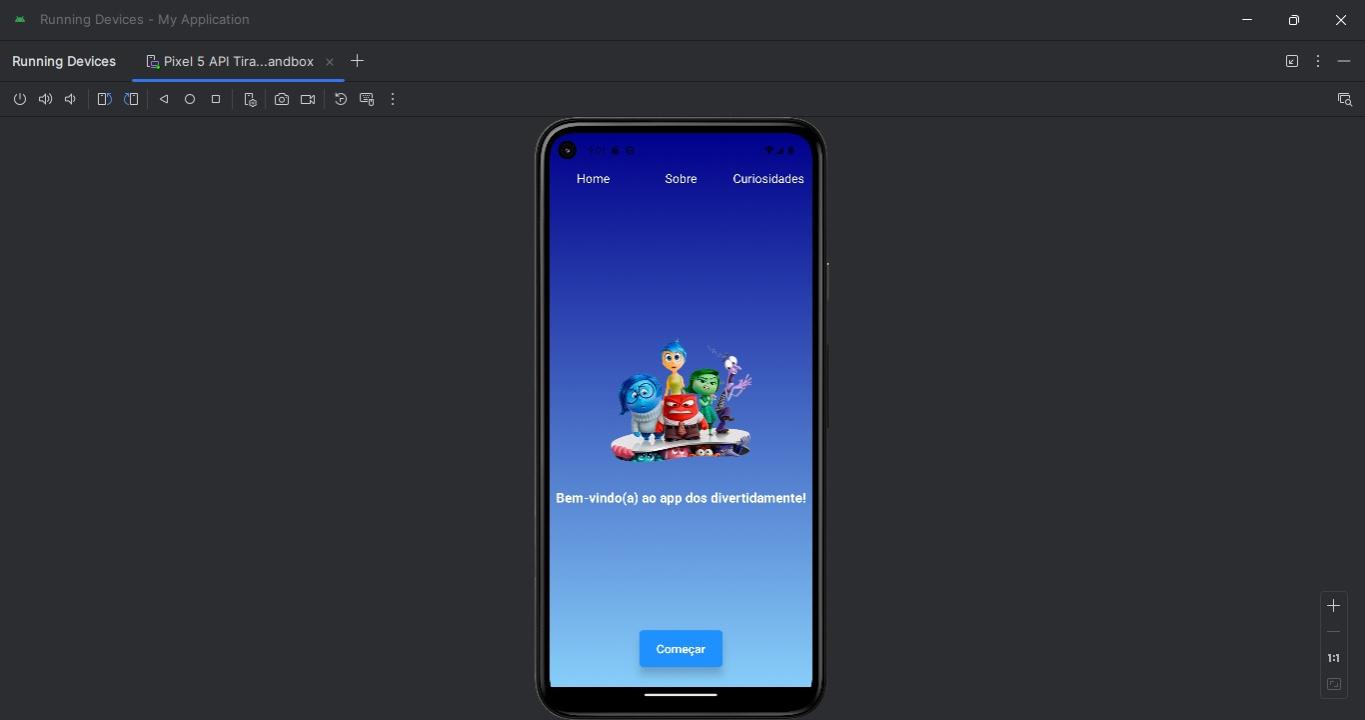 Running Devices - My Application
Running Devices
Pixel 5 API Tira...andbox
Home Sobre Curiosidades
Bem-vindo(a) ao app dos divertidamente!
Começar
1:1